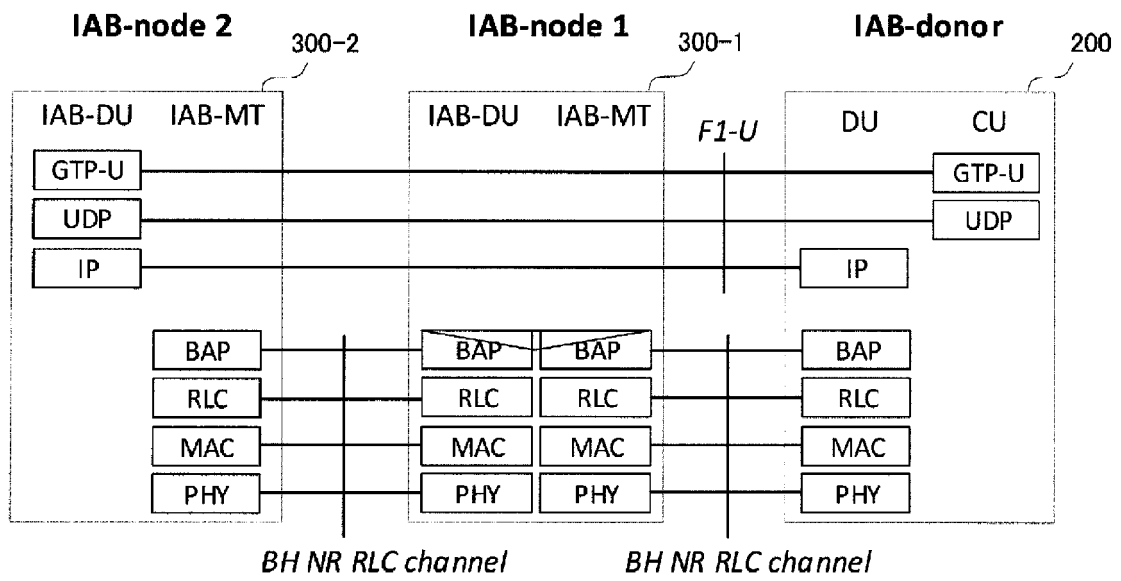 IAB-node 2 IAB-node 1 IAB-donor
300-2 300-1 200
IAB-DU IAB-MT IAB-DU IAB-MT DU CU
F1-U
GTP-U GTP-U
UDP UDP
IP IP
BAP BAP BAP BAP
RLC RLC RLC RLC
MAC MAC MAC MAC
PHY PHY PHY PHY
BH NR RLC channel BH NR RLC channel